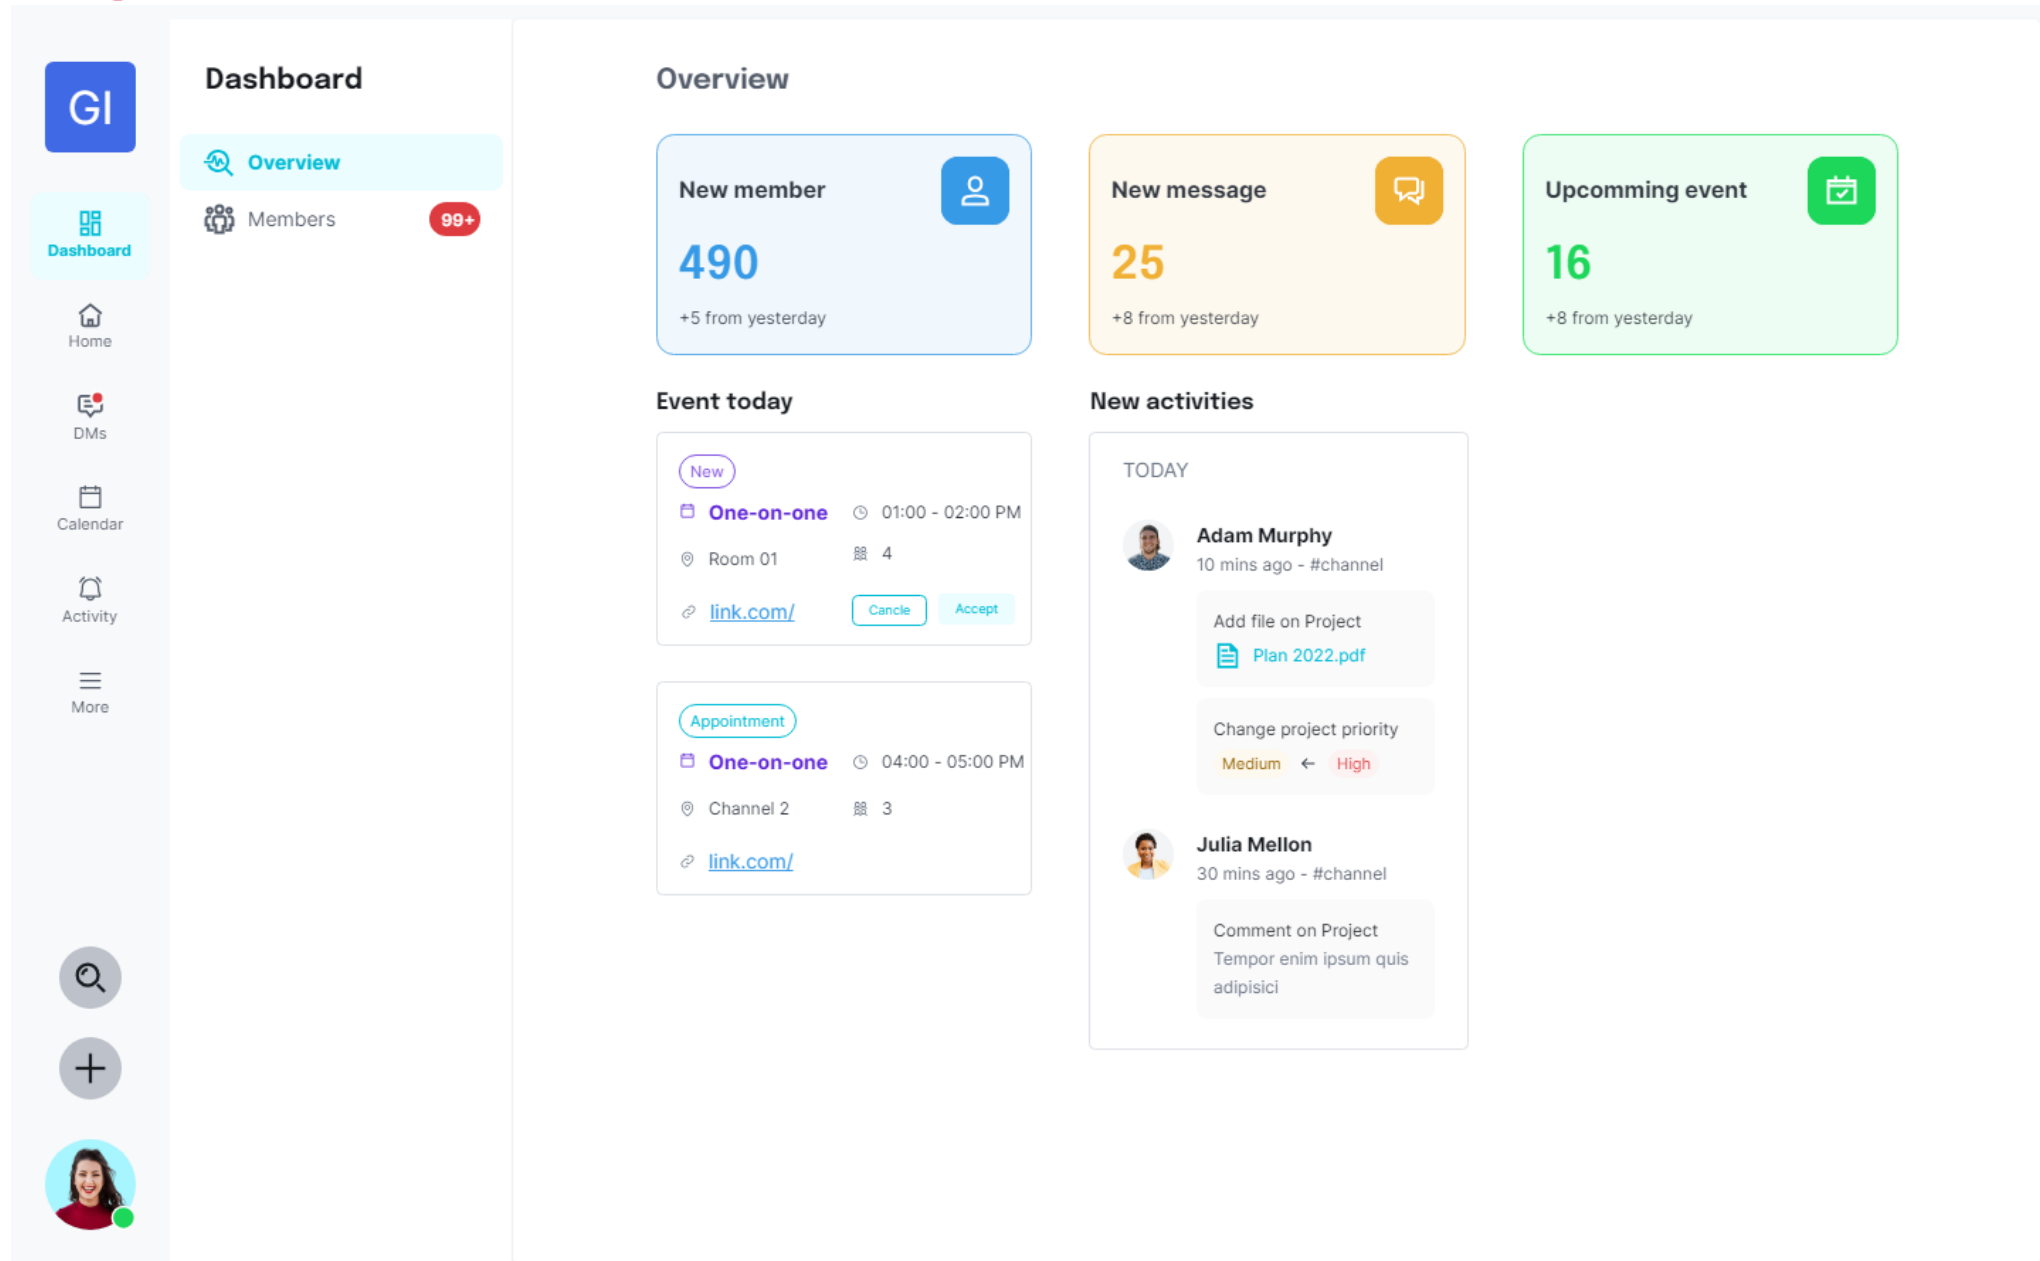 GI
Dashboard
Home
DMs
Calendar
Activity
More
Dashboard
Overview
Members 99+
Overview
New member
490
+5 from yesterday
New message
25
+8 from yesterday
Upcomming event
16
+8 from yesterday
Event today
New
One-on-one 01:00 - 02:00 PM
Room 01 4
link.com/ Cancle Accept
Appointment
One-on-one 04:00 - 05:00 PM
Channel 2 3
link.com/
New activities
TODAY
Adam Murphy
10 mins ago - #channel
Add file on Project
Plan 2022.pdf
Change project priority
Medium ← High
Julia Mellon
30 mins ago - #channel
Comment on Project
Tempor enim ipsum quis
adipisici